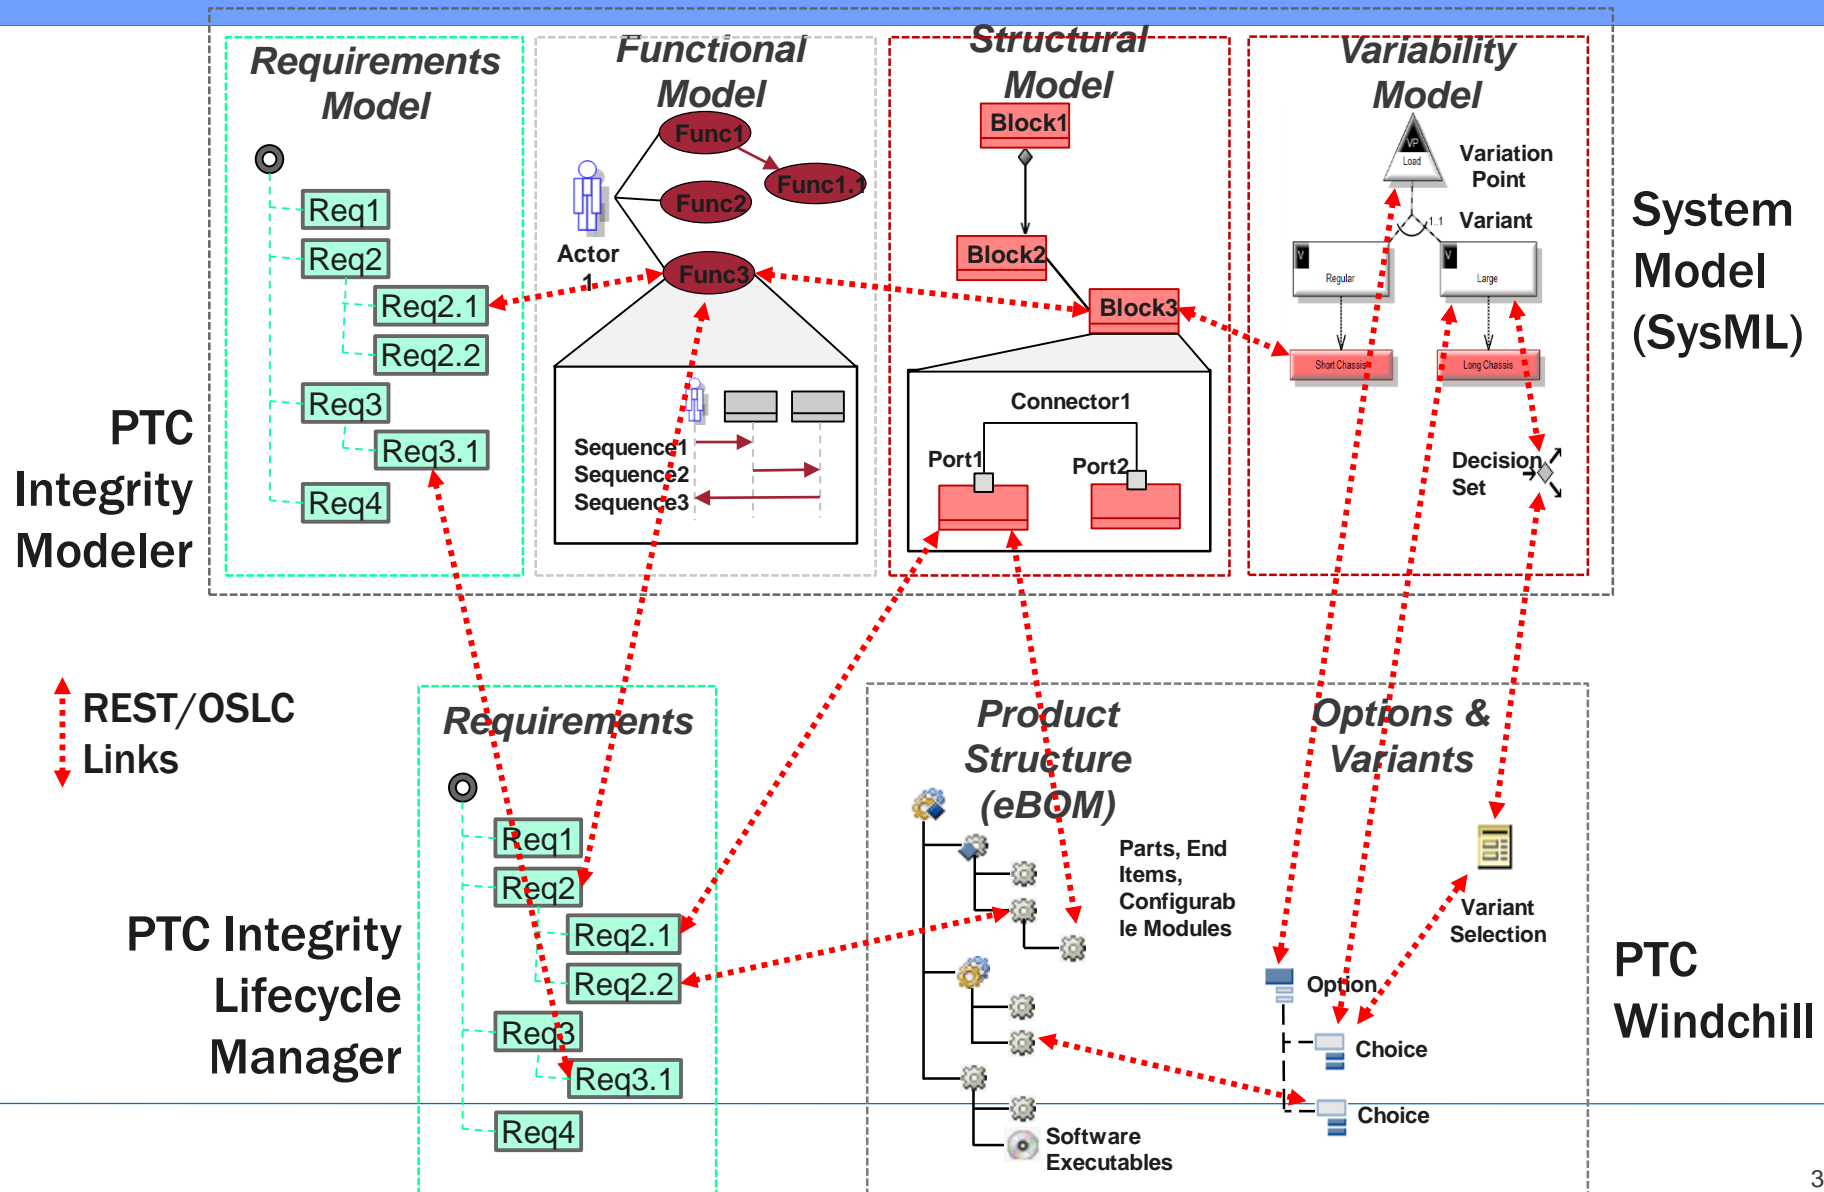 Requirements
Model
Functional
Model
Structural
Model
Variability
Model
Req1
Req2
Req2.1
Req2.2
Req3
Req3.1
Req4
Func1
Func1.1
Func2
Func3
Actor
1
Sequence1
Sequence2
Sequence3
Block1
Block2
Block3
Connector1
Port1
Port2
VP
Load
Variation
Point
1..1
Variant
V
Regular
V
Large
Short Chassis
Long Chassis
Decision
Set
System
Model
(SysML)
PTC
Integrity
Modeler
REST/OSLC
Links
Requirements
Req1
Req2
Req2.1
Req2.2
Req3
Req3.1
Req4
PTC Integrity
Lifecycle
Manager
Product
Structure
(eBOM)
Parts, End
Items,
Configurab
le Modules
Software
Executables
Options &
Variants
Variant
Selection
Option
Choice
Choice
PTC
Windchill
3